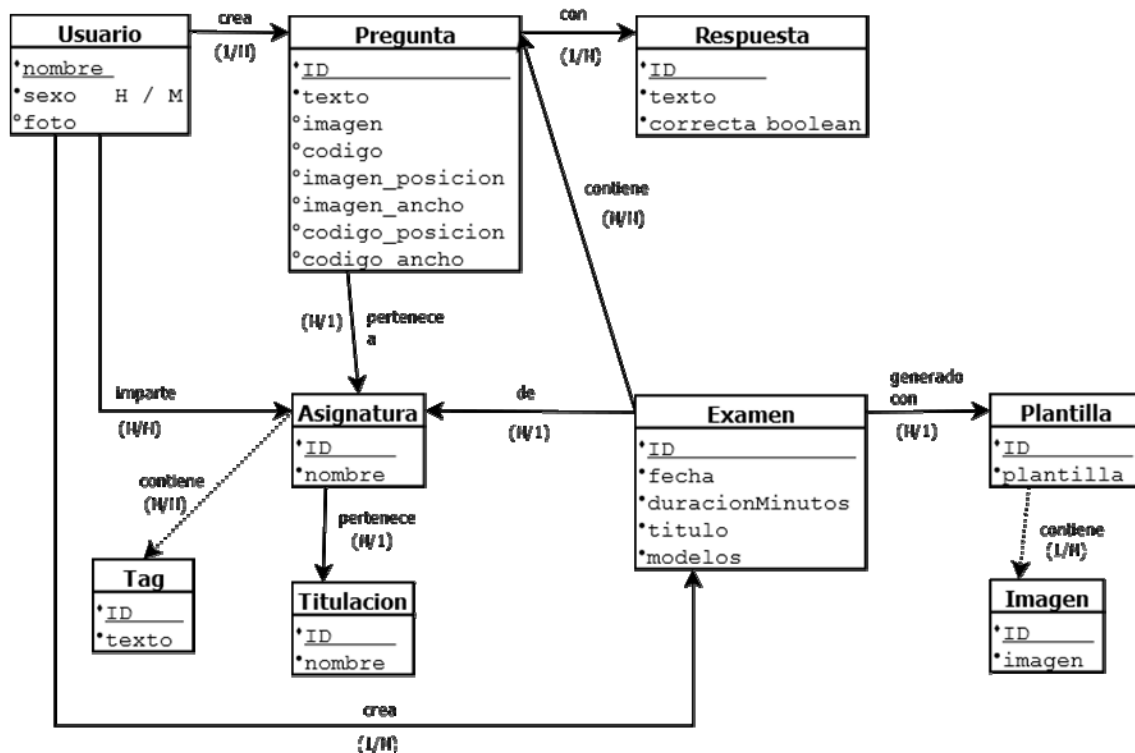 Usuario
nombre
sexo H / M
foto
crea
(1/N)
Pregunta
ID
texto
imagen
codigo
imagen_posicion
imagen_ancho
codigo_posicion
codigo_ancho
con
(1/N)
Respuesta
ID
texto
correcta boolean
contiene
(N/N)
(N/1)
pertenece
a
imparte
(N/N)
Asignatura
ID
nombre
de
(N/1)
Examen
ID
fecha
duracionMinutos
titulo
modelos
generado
con
(N/1)
Plantilla
ID
plantilla
contiene
(N/N)
pertenece
(N/1)
contiene
(1/N)
Tag
ID
texto
Titulacion
ID
nombre
Imagen
ID
imagen
crea
(1/N)